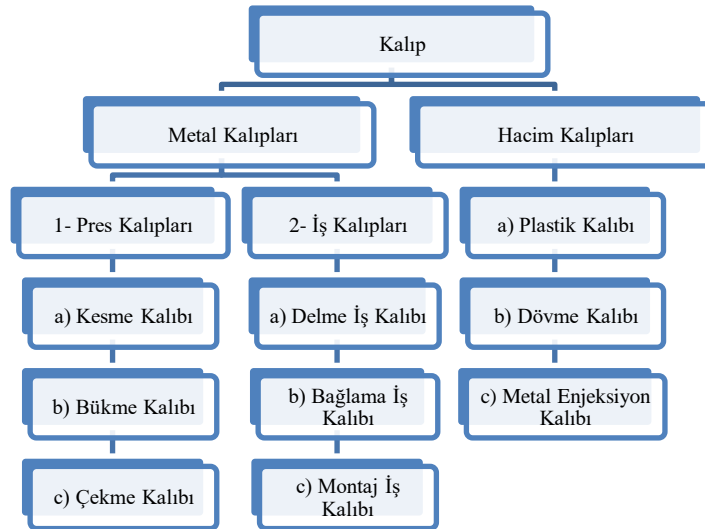 Kalıp
Metal Kalıpları
Hacim Kalıpları
1- Pres Kalıpları
2- İş Kalıpları
a) Plastik Kalıbı
a) Kesme Kalıbı
a) Delme İş Kalıbı
b) Dövme Kalıbı
b) Bükme Kalıbı
b) Bağlama İş
Kalıbı
c) Metal Enjeksiyon
Kalıbı
c) Çekme Kalıbı
c) Montaj İş
Kalıbı